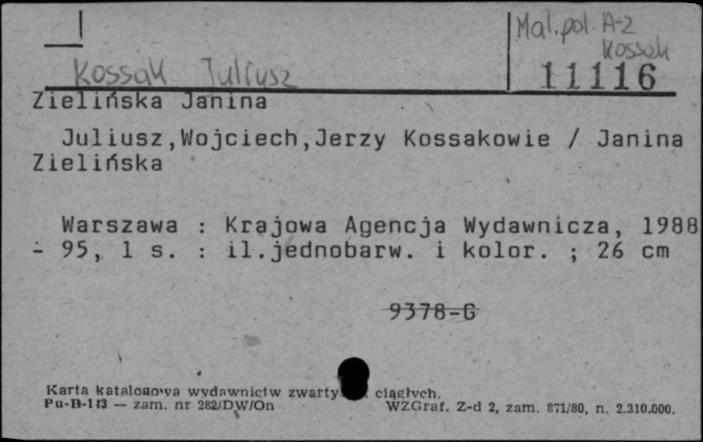 Mal. pol. A-2
Kossak
Kossak Juliusz
11116
Zielińska Janina
Juliusz,Wojciech,Jerzy Kossakowie / Janina
Zielińska
Warszawa : Krajowa Agencja Wydawnicza, 1988
- 95, 1 s. : il.jednobarw. i kolor. ; 26 cm
9378-G
Karta katalogowa wydawnictw zwarty ciągłych.
Pu-B-113 — zam. nr 282/DW/On WZGraf. Z-d 2, zam. 871/80, n. 2.310.000.